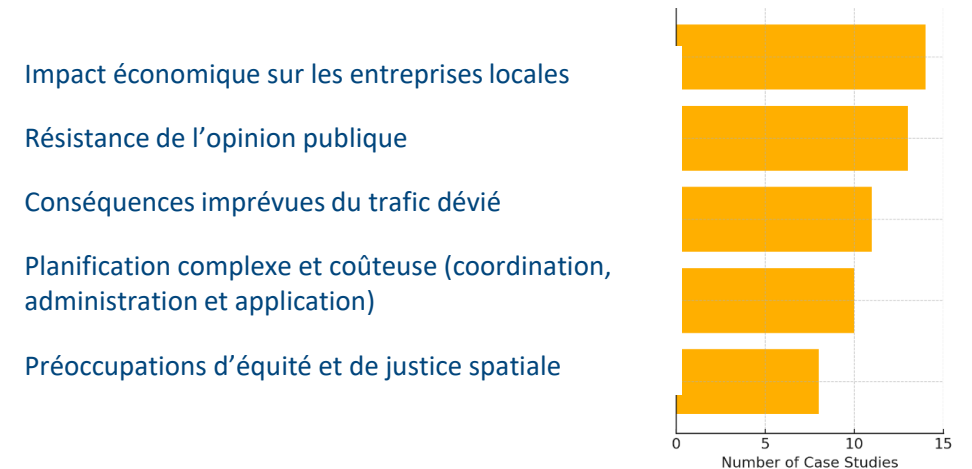 Impact économique sur les entreprises locales
Résistance de l’opinion publique
Conséquences imprévues du trafic dévié
Planification complexe et coûteuse (coordination,
administration et application)
Préoccupations d’équité et de justice spatiale
0 5 10 15
Number of Case Studies